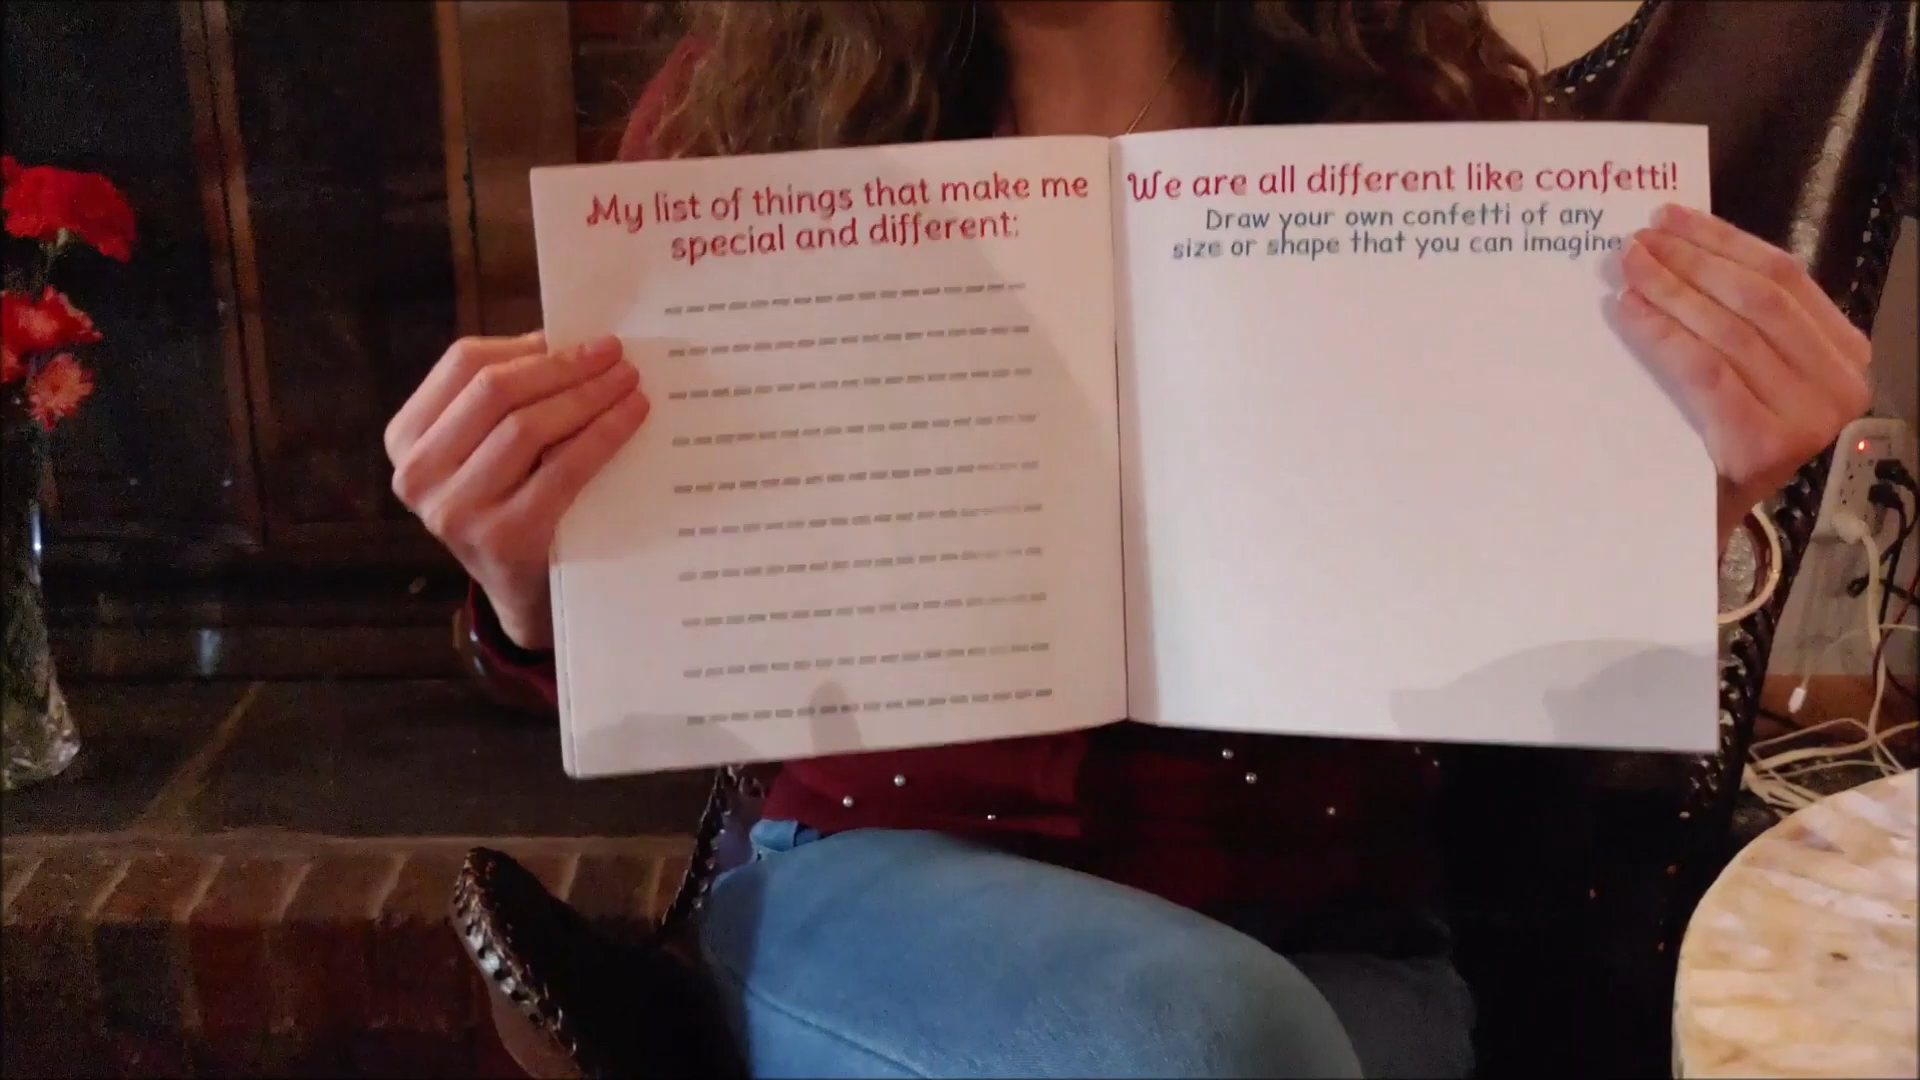 My list of things that make me
special and different:
We are all different like confetti!
Draw your own confetti of any
size or shape that you can imagine